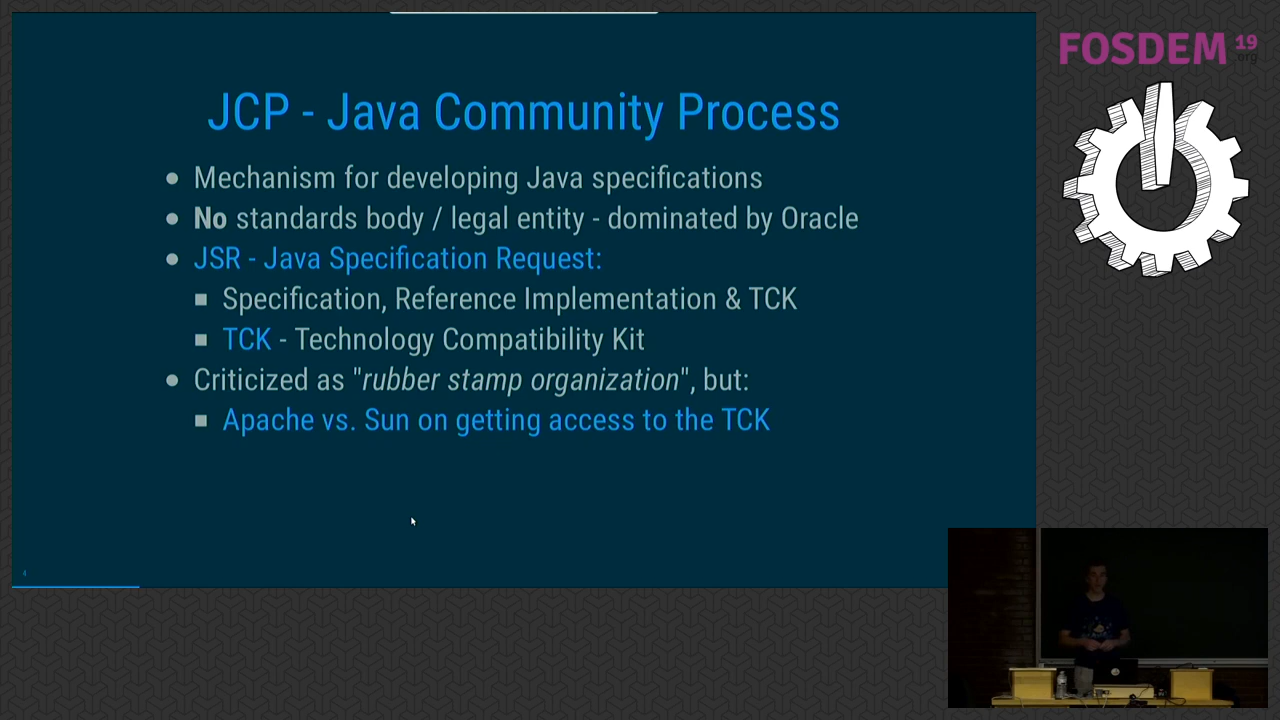 FOSDEM 19
.org
JCP - Java Community Process
Mechanism for developing Java specifications
No standards body / legal entity - dominated by Oracle
JSR - Java Specification Request:
Specification, Reference Implementation & TCK
TCK - Technology Compatibility Kit
Criticized as "rubber stamp organization", but:
Apache vs. Sun on getting access to the TCK
4